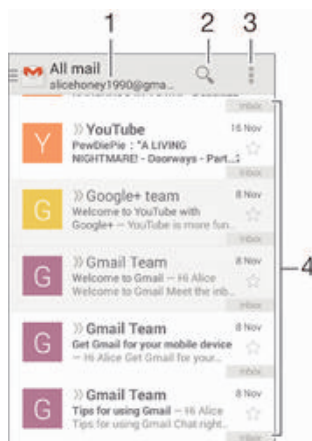 1 2 3
All mail
alicehoney1990@gma...
Inbox
Y
YouTube 16 Nov
PewDiePie : "A LIVING
NIGHTMARE! - Doorways - Part...2
Inbox
G
Google+ team 8 Nov
Welcome to YouTube with
Google+ – YouTube is more fun...
Inbox
4
G
Gmail Team 8 Nov
Welcome to Gmail – Hi Alice
Welcome to Gmail Meet the inb...
Inbox
G
Gmail Team 8 Nov
Get Gmail for your mobile device
– Hi Alice Get Gmail for your...
Inbox
G
Gmail Team 8 Nov
Tips for using Gmail – Hi Alice
Tips for using Gmail Chat right...
Inbox